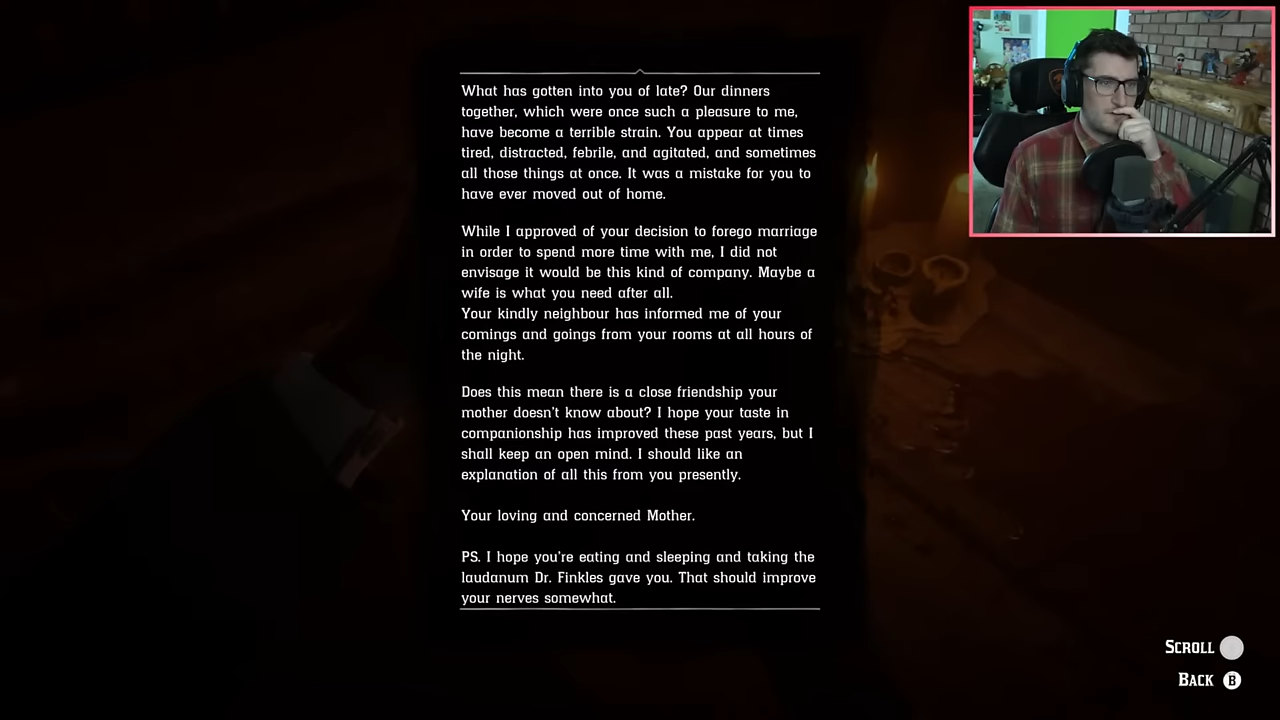 What has gotten into you of late? Our dinners
together, which were once such a pleasure to me,
have become a terrible strain. You appear at times
tired, distracted, febrile, and agitated, and sometimes
all those things at once. It was a mistake for you to
have ever moved out of home.
While I approved of your decision to forego marriage
in order to spend more time with me, I did not
envisage it would be this kind of company. Maybe a
wife is what you need after all.
Your kindly neighbour has informed me of your
comings and goings from your rooms at all hours of
the night.
Does this mean there is a close friendship your
mother doesn't know about? I hope your taste in
companionship has improved these past years, but I
shall keep an open mind. I should like an
explanation of all this from you presently.
Your loving and concerned Mother.
PS. I hope you're eating and sleeping and taking the
laudanum Dr. Finkles gave you. That should improve
your nerves somewhat.
SCROLL
BACK B